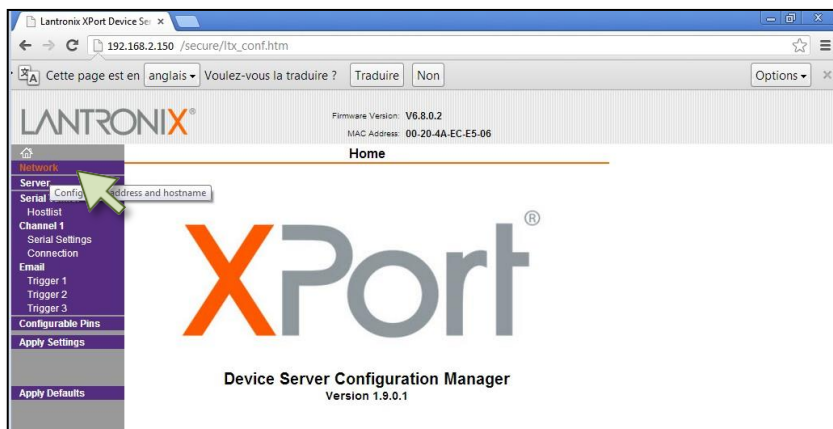 Lantronix XPort Device Ser
192.168.2.150 /secure/ltx_conf.htm
Cette page est en anglais Voulez-vous la traduire ? Traduire Non Options
LANTRONIX®
Firmware Version: V6.8.0.2
MAC Address: 00-20-4A-EC-E5-06
Home
Network
Server
Serial
address and hostname
Hostlist
Channel 1
Serial Settings
Connection
Email
Trigger 1
Trigger 2
Trigger 3
Configurable Pins
Apply Settings
Apply Defaults
XPort®
Device Server Configuration Manager
Version 1.9.0.1